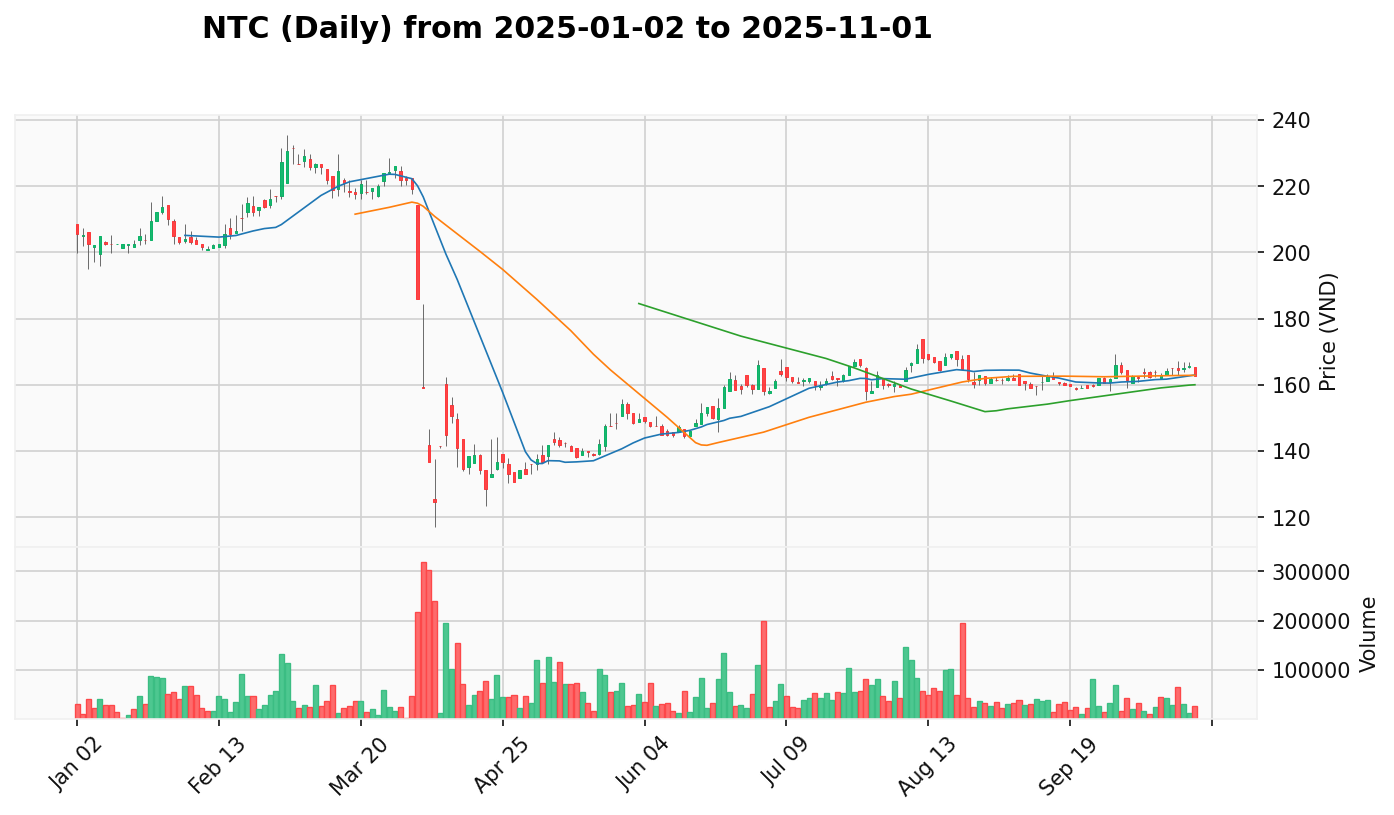 NTC (Daily) from 2025-01-02 to 2025-11-01
240
220
200
180
160
140
120
Price (VND)
300000
200000
100000
Volume
Jan 02
Feb 13
Mar 20
Apr 25
Jun 04
Jul 09
Aug 13
Sep 19